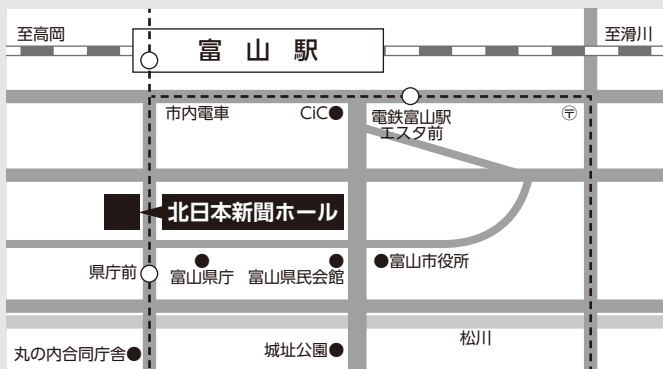 至高岡
富山駅
至滑川
市内電車
CiC
電鉄富山駅
エスタ前
〒
北日本新聞ホール
県庁前
富山県庁
富山県民会館
富山市役所
丸の内合同庁舎
城址公園
松川